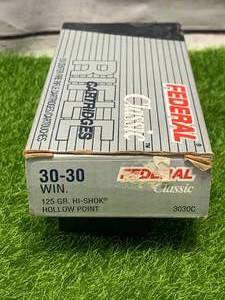 FEDERAL
Classic
RIFLE
CARTRIDGES
30-30
WIN.
125 GR. HI-SHOK®
HOLLOW POINT
FEDERAL
Classic
3030C